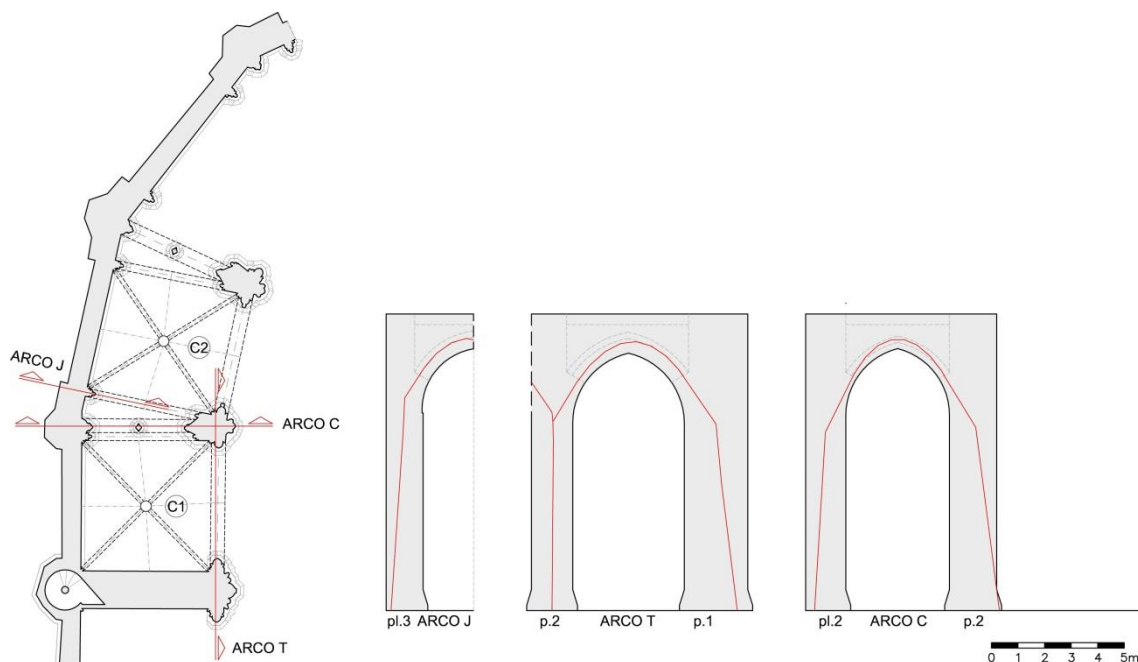 ARCO J
C2
ARCO C
C1
ARCO T
pl.3 ARCO J
p.2 ARCO T p.1
pl.2 ARCO C p.2
0 1 2 3 4 5m